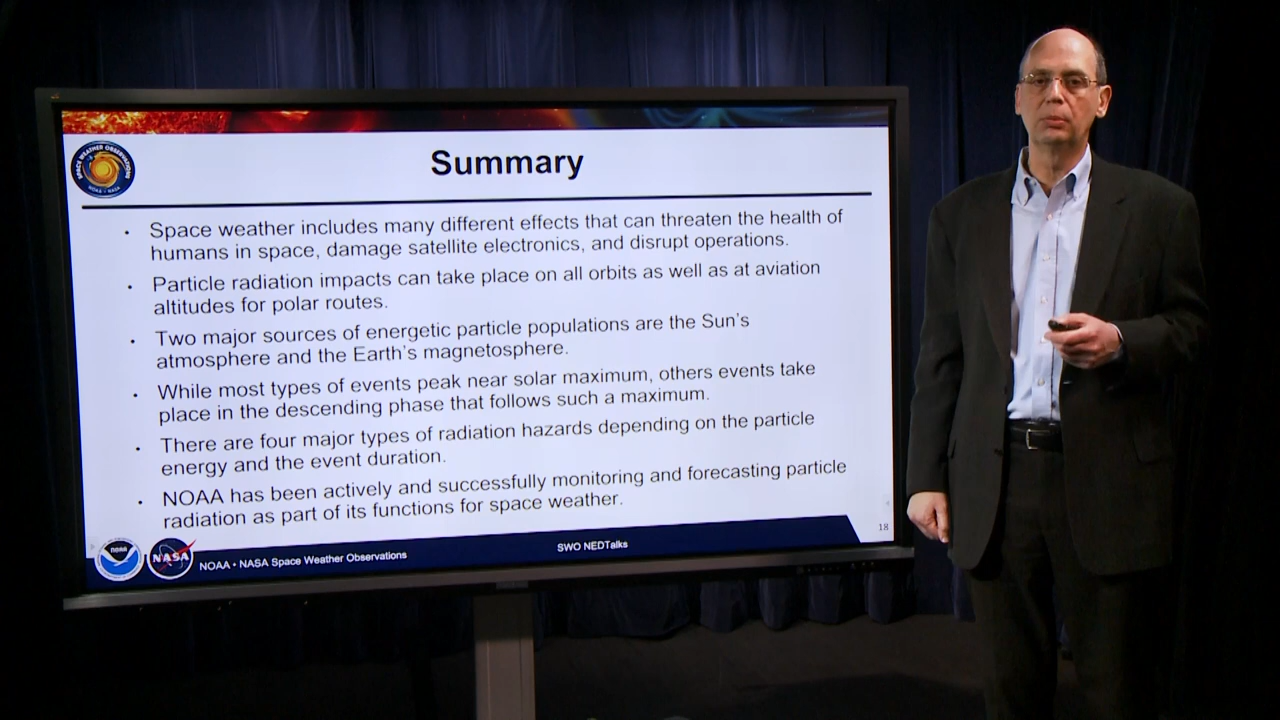 SPACE WEATHER OBSERVATIONS
NOAA • NASA
Summary
• Space weather includes many different effects that can threaten the health of
humans in space, damage satellite electronics, and disrupt operations.
• Particle radiation impacts can take place on all orbits as well as at aviation
altitudes for polar routes.
• Two major sources of energetic particle populations are the Sun's
atmosphere and the Earth's magnetosphere.
• While most types of events peak near solar maximum, others events take
place in the descending phase that follows such a maximum.
• There are four major types of radiation hazards depending on the particle
energy and the event duration.
• NOAA has been actively and successfully monitoring and forecasting particle
radiation as part of its functions for space weather.
18
noaa
NASA
NOAA • NASA Space Weather Observations
SWO NEDTalks